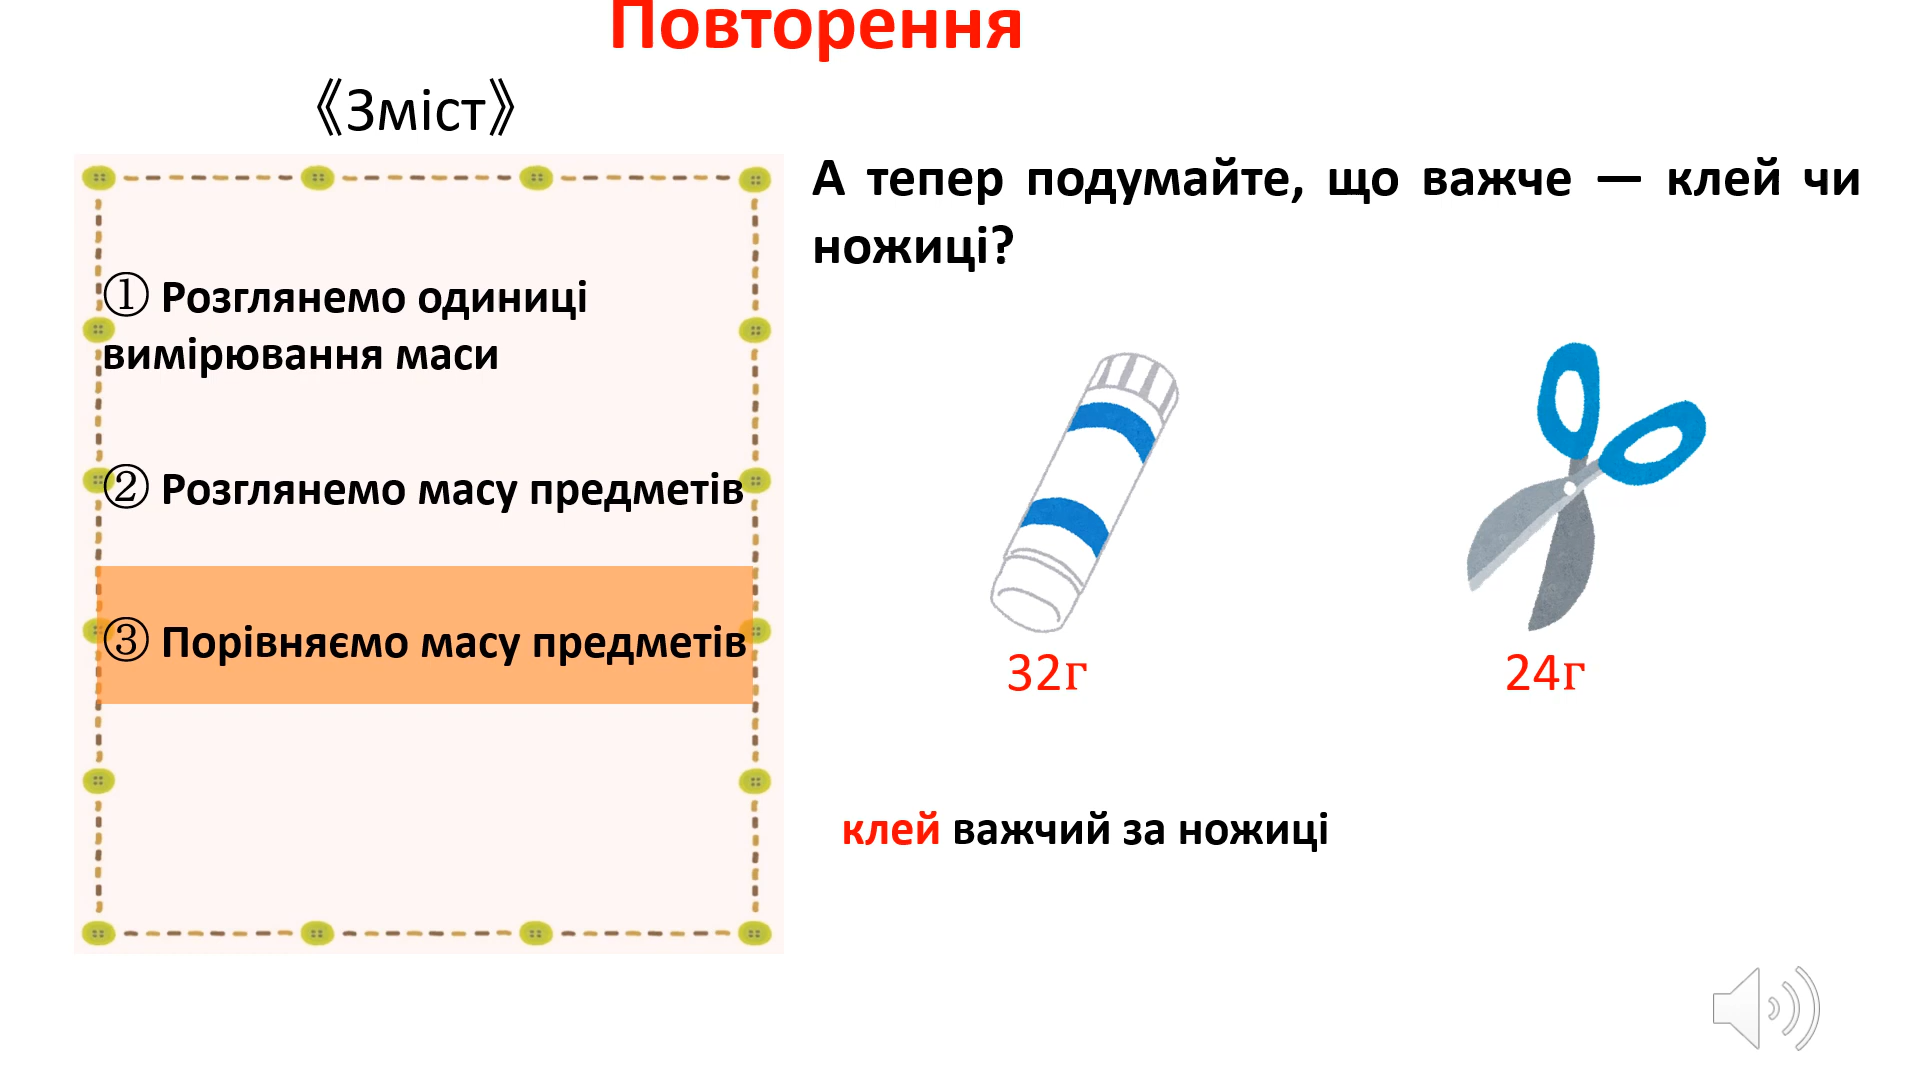 Повторення
《Зміст》
① Розглянемо одиниці
вимірювання маси
② Розглянемо масу предметів
③ Порівняємо масу предметів
А тепер подумайте, що важче — клей чи
ножиці?
32г
24г
клей важчий за ножиці